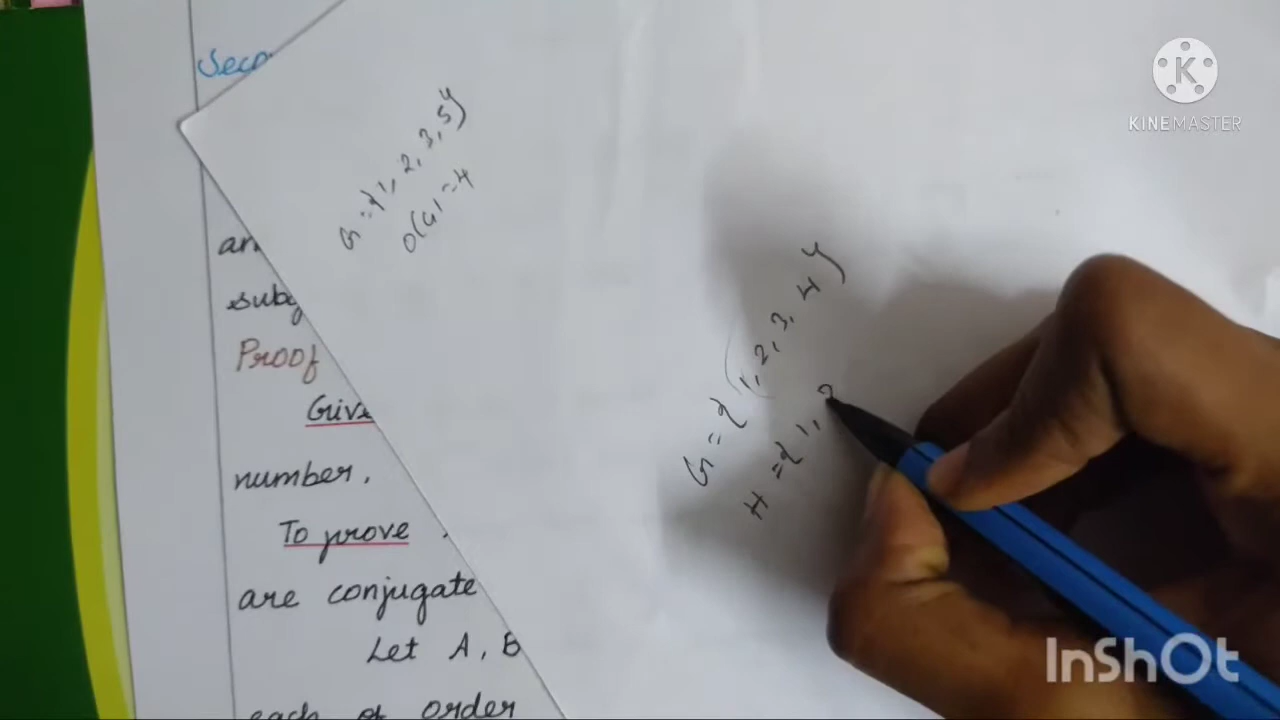 Seco
an
subg
Proof
Give
number.
To prove.
are conjugate
Let A, B
each of order
G = {1, 2, 3, 5}
O(G) = 4
G = {1, 2, 3, 4}
H = {1, 2
KINEMASTER
InShOt